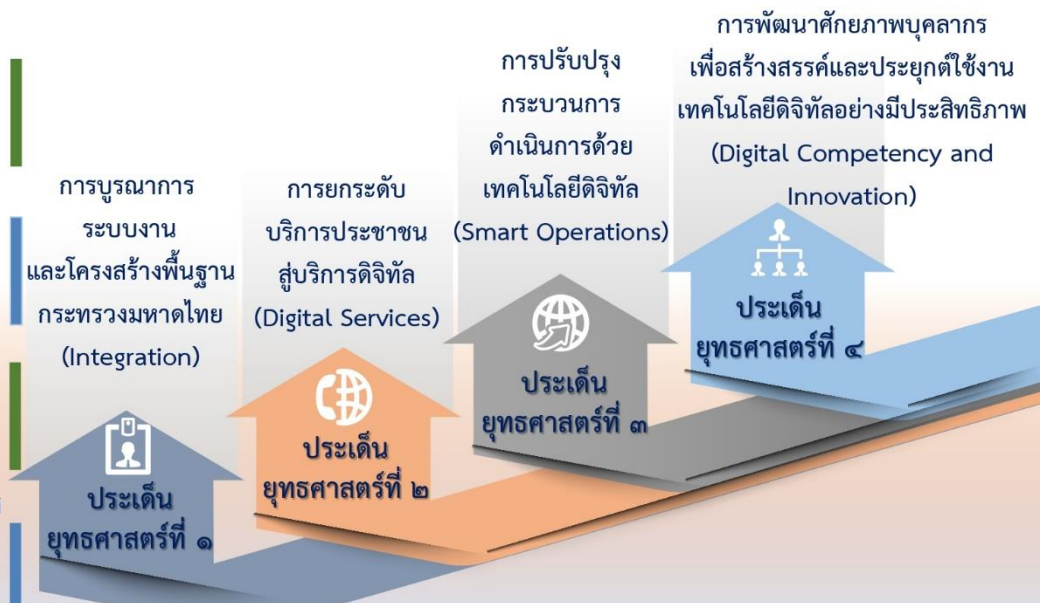 การบูรณาการ
ระบบงาน
และโครงสร้างพื้นฐาน
กระทรวงมหาดไทย
(Integration)
ประเด็น
ยุทธศาสตร์ที่ ๑
การยกระดับ
บริการประชาชน
สู่บริการดิจิทัล
(Digital Services)
ประเด็น
ยุทธศาสตร์ที่ ๒
การปรับปรุง
กระบวนการ
ดำเนินการด้วย
เทคโนโลยีดิจิทัล
(Smart Operations)
ประเด็น
ยุทธศาสตร์ที่ ๓
การพัฒนาศักยภาพบุคลากร
เพื่อสร้างสรรค์และประยุกต์ใช้งาน
เทคโนโลยีดิจิทัลอย่างมีประสิทธิภาพ
(Digital Competency and
Innovation)
ประเด็น
ยุทธศาสตร์ที่ ๔